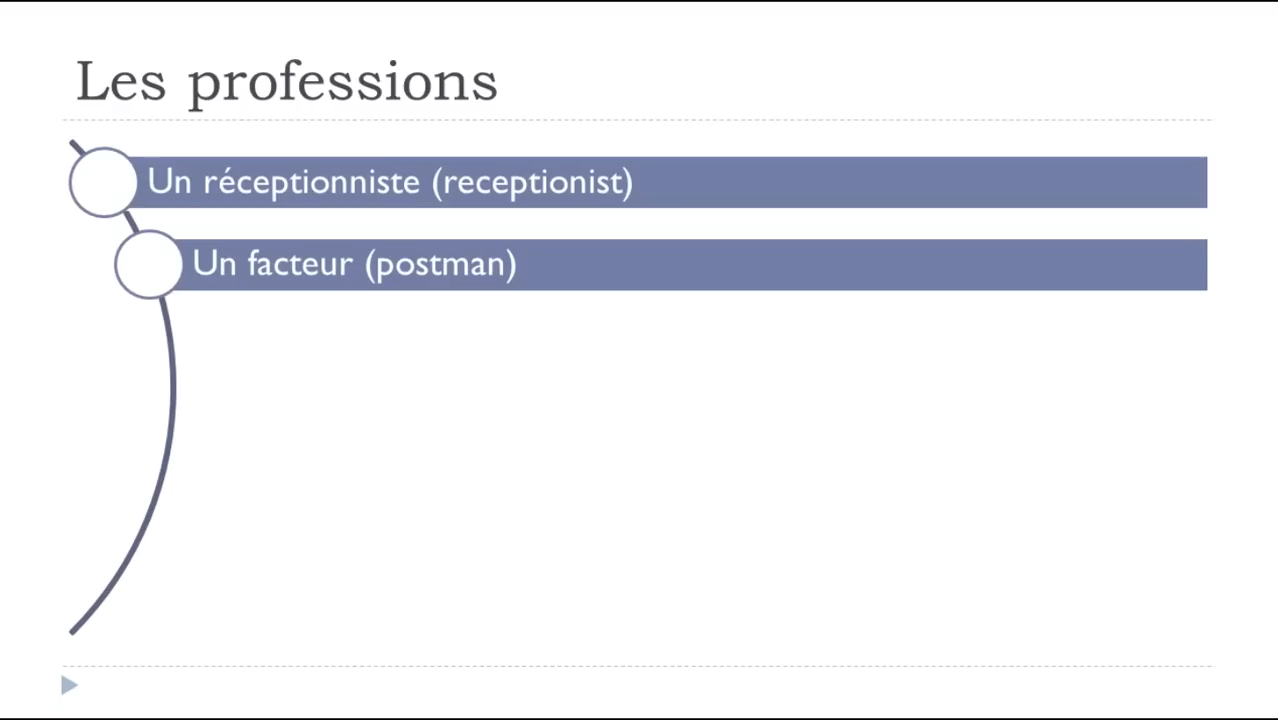 Les professions
Un réceptionniste (receptionist)
Un facteur (postman)